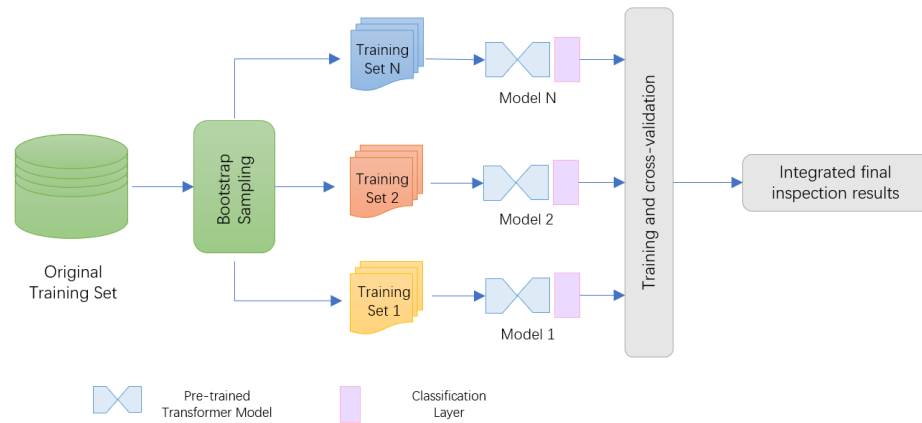 Original
Training Set
Bootstrap
Sampling
Training
Set N
Model N
Training
Set 2
Model 2
Training
Set 1
Model 1
Training and cross-validation
Integrated final
inspection results
Pre-trained
Transformer Model
Classification
Layer